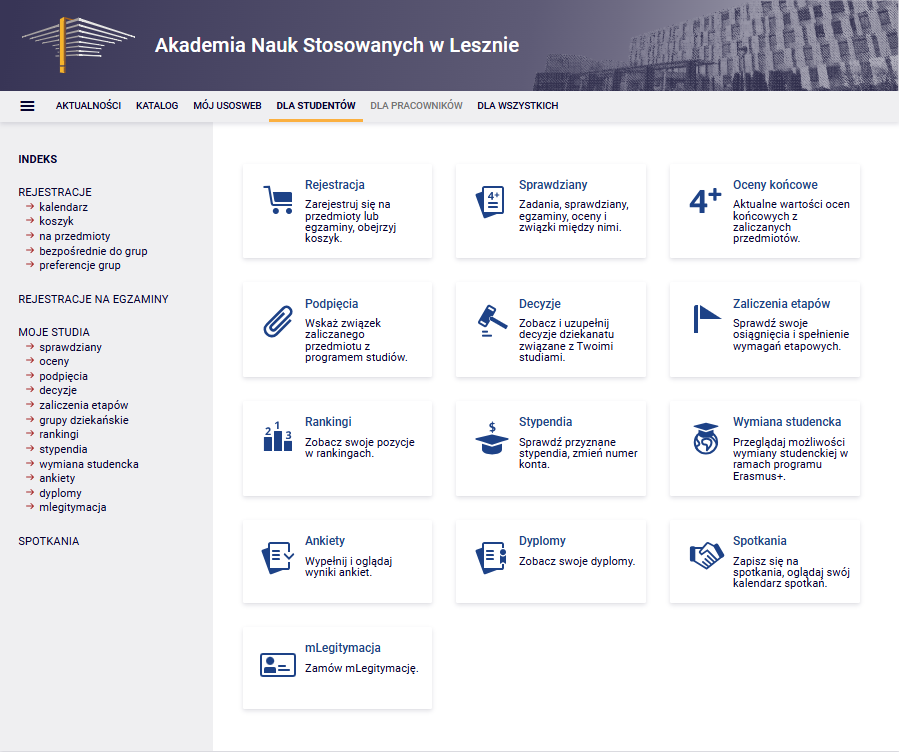 Akademia Nauk Stosowanych w Lesznie
AKTUALNOŚCI KATALOG MÓJ USOSWEB DLA STUDENTÓW DLA PRACOWNIKÓW DLA WSZYSTKICH
INDEKS
REJESTRACJE
kalendarz
koszyk
na przedmioty
bezpośrednie do grup
preferencje grup
REJESTRACJE NA EGZAMINY
MOJE STUDIA
sprawdziany
oceny
podpięcia
decyzje
zaliczenia etapów
grupy dziekańskie
rankingi
stypendia
wymiana studencka
ankiety
dyplomy
mlegitymacja
SPOTKANIA
Rejestracja
Zarejestruj się na
przedmioty lub
egzaminy, obejrzyj
koszyk.
4+
Sprawdziany
Zadania, sprawdziany,
egzaminy, oceny i
związki między nimi.
4+
Oceny końcowe
Aktualne wartości ocen
końcowych z
zaliczanych
przedmiotów.
Podpięcia
Wskaż związek
zaliczanego
przedmiotu z
programem studiów.
Decyzje
Zobacz i uzupełnij
decyzje dziekanatu
związane z Twoimi
studiami.
Zaliczenia etapów
Sprawdź swoje
osiągnięcia i spełnienie
wymagań etapowych.
2 1 3
Rankingi
Zobacz swoje pozycje
w rankingach.
$
Stypendia
Sprawdź przyznane
stypendia, zmień numer
konta.
Wymiana studencka
Przeglądaj możliwości
wymiany studenckiej w
ramach programu
Erasmus+.
Ankiety
Wypełnij i oglądaj
wyniki ankiet.
Dyplomy
Zobacz swoje dyplomy.
Spotkania
Zapisz się na
spotkania, oglądaj swój
kalendarz spotkań.
mLegitymacja
Zamów mLegitymację.